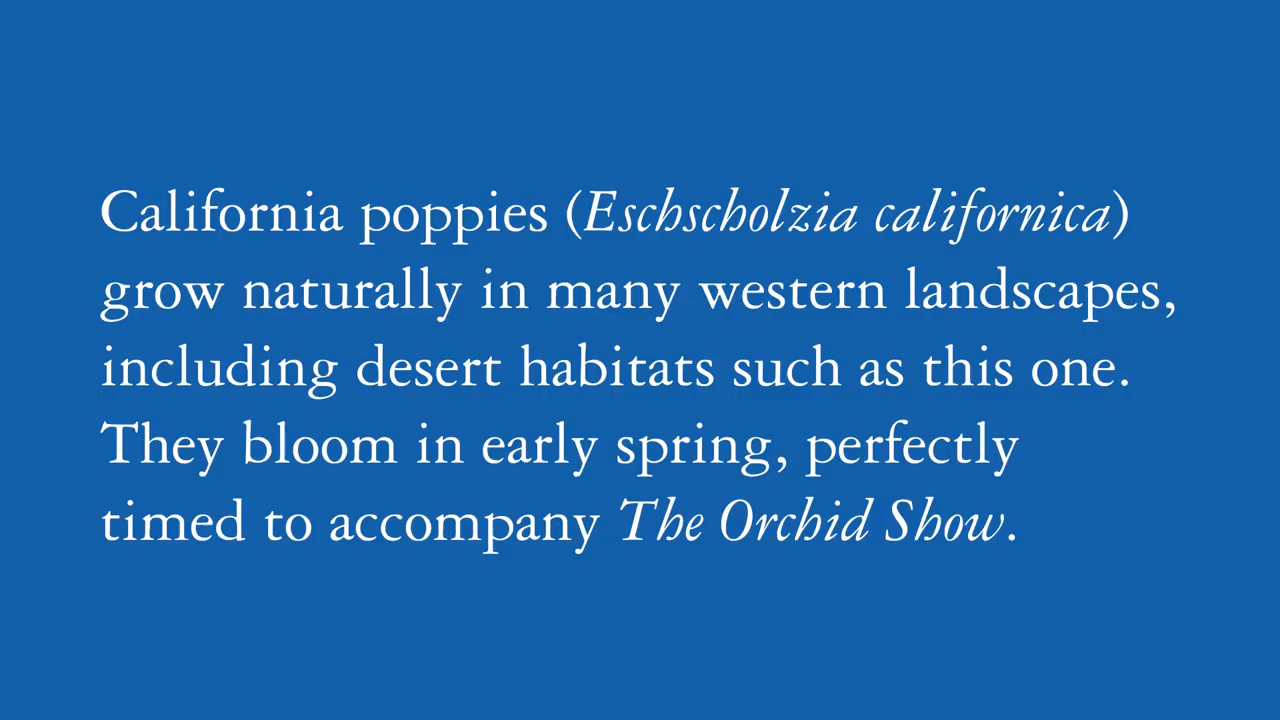 California poppies (Eschscholzia californica)
grow naturally in many western landscapes,
including desert habitats such as this one.
They bloom in early spring, perfectly
timed to accompany The Orchid Show.